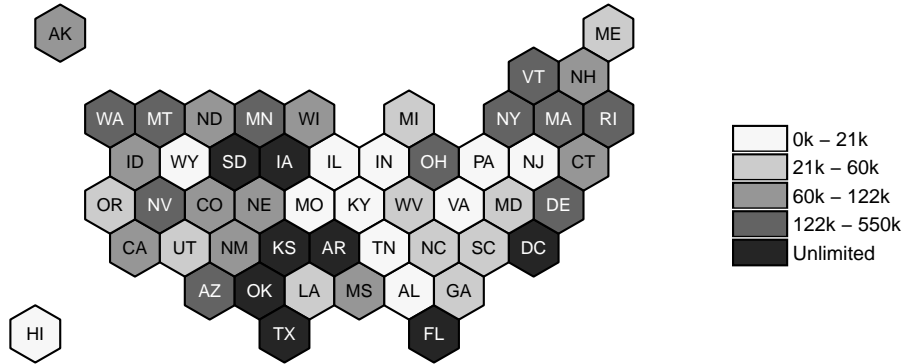 AK
ME
VT NH
WA MT ND MN WI MI NY MA RI
ID WY SD IA IL IN OH PA NJ CT
OR NV CO NE MO KY WV VA MD DE
CA UT NM KS AR TN NC SC DC
AZ OK LA MS AL GA
HI TX FL
0k – 21k
21k – 60k
60k – 122k
122k – 550k
Unlimited